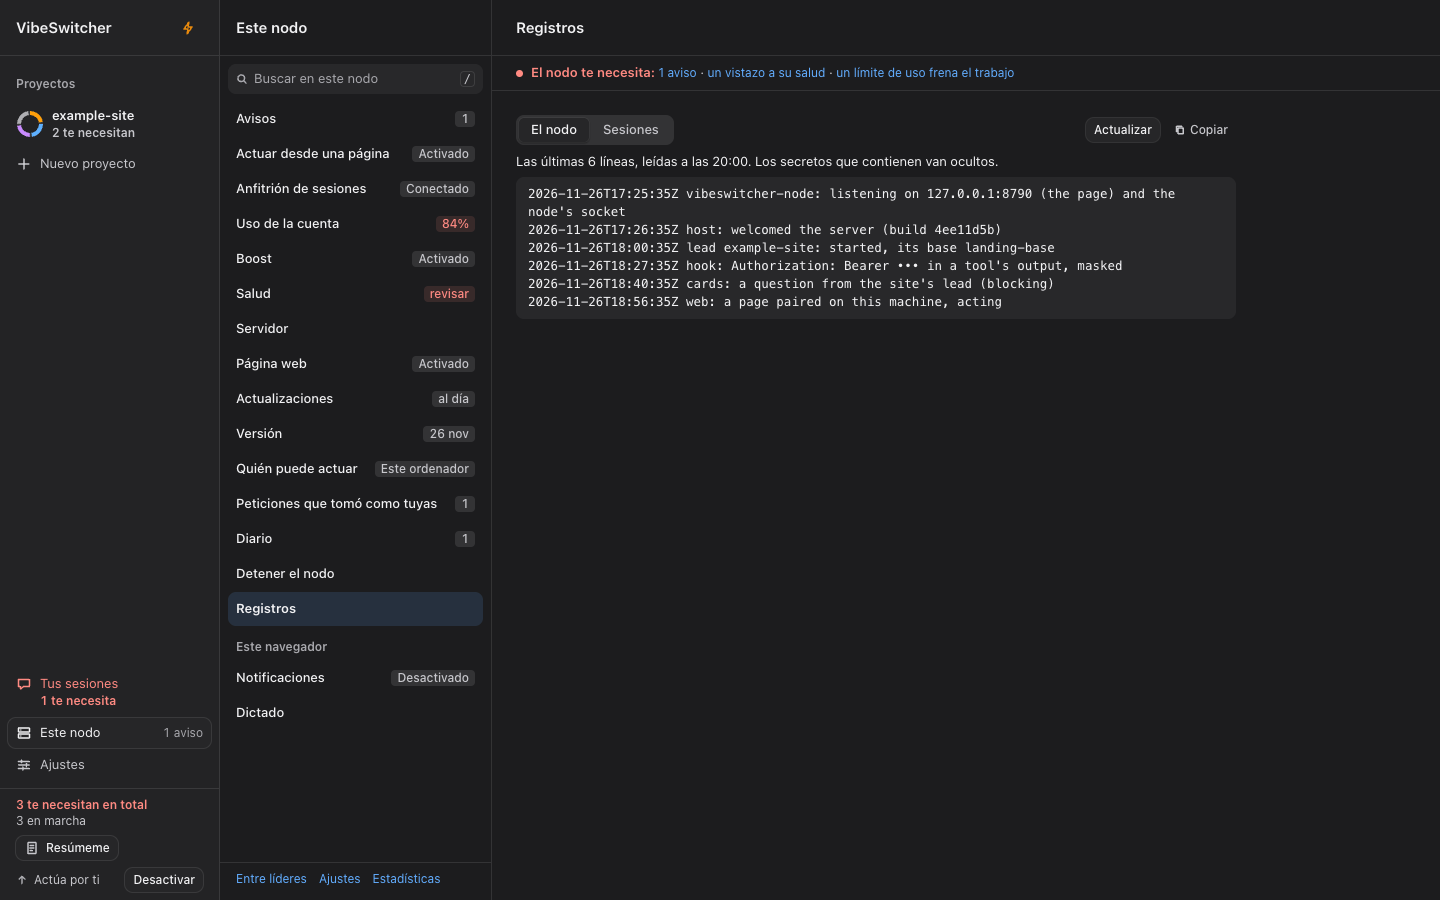 VibeSwitcher
Proyectos
example-site
2 te necesitan
Nuevo proyecto
Tus sesiones
1 te necesita
Este nodo
1 aviso
Ajustes
3 te necesitan en total
3 en marcha
Resúmeme
Actúa por ti
Desactivar
Este nodo
Buscar en este nodo /
Avisos 1
Actuar desde una página Activado
Anfitrión de sesiones Conectado
Uso de la cuenta 84%
Boost Activado
Salud revisar
Servidor
Página web Activado
Actualizaciones al día
Versión 26 nov
Quién puede actuar Este ordenador
Peticiones que tomó como tuyas 1
Diario 1
Detener el nodo
Registros
Este navegador
Notificaciones Desactivado
Dictado
Entre líderes Ajustes Estadísticas
Registros
El nodo te necesita: 1 aviso · un vistazo a su salud · un límite de uso frena el trabajo
El nodo Sesiones
Actualizar Copiar
Las últimas 6 líneas, leídas a las 20:00. Los secretos que contienen van ocultos.
2026-11-26T17:25:35Z vibeswitcher-node: listening on 127.0.0.1:8790 (the page) and the
node's socket
2026-11-26T17:26:35Z host: welcomed the server (build 4ee11d5b)
2026-11-26T18:00:35Z lead example-site: started, its base landing-base
2026-11-26T18:27:35Z hook: Authorization: Bearer ••• in a tool's output, masked
2026-11-26T18:40:35Z cards: a question from the site's lead (blocking)
2026-11-26T18:56:35Z web: a page paired on this machine, acting